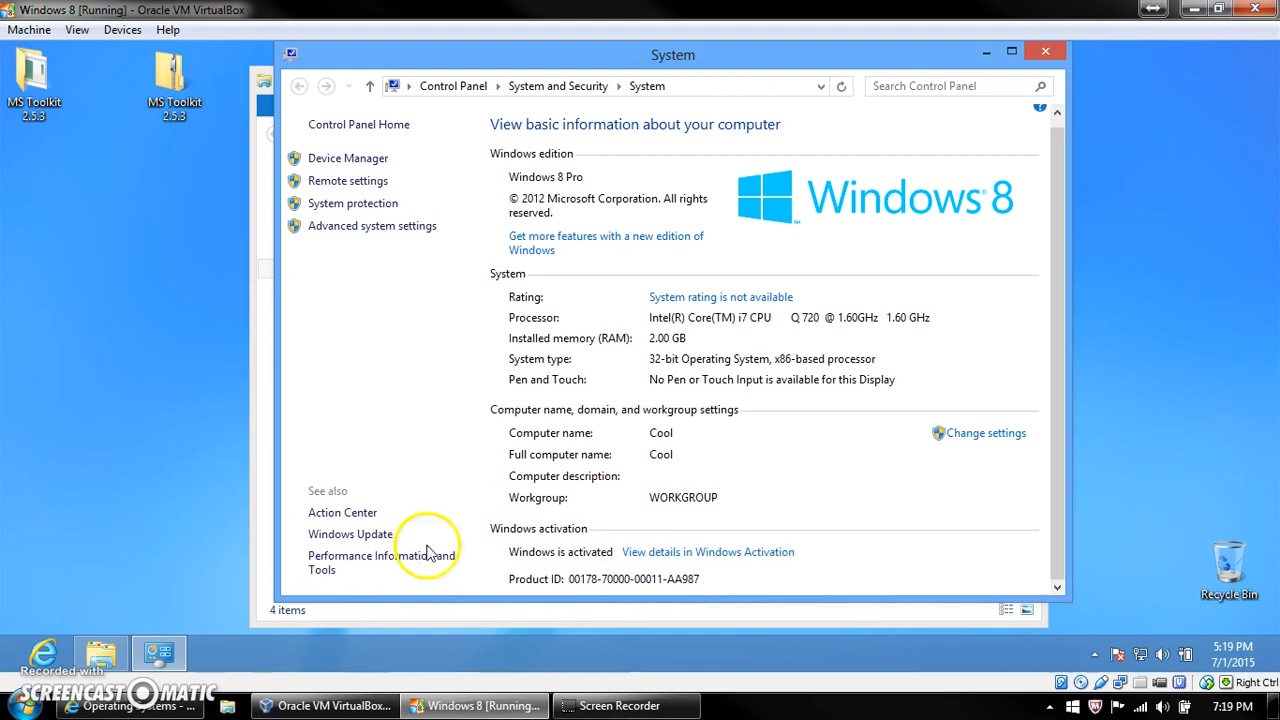 Windows 8 [Running] - Oracle VM VirtualBox
Machine View Devices Help
MS Toolkit
2.5.3
MS Toolkit
2.5.3
System
Control Panel System and Security System
Search Control Panel
Control Panel Home
Device Manager
Remote settings
System protection
Advanced system settings
See also
Action Center
Windows Update
Performance Information and
Tools
View basic information about your computer
Windows edition
Windows 8 Pro
© 2012 Microsoft Corporation. All rights
reserved.
Get more features with a new edition of
Windows
Windows 8
System
Rating: System rating is not available
Processor: Intel(R) Core(TM) i7 CPU Q 720 @ 1.60GHz 1.60 GHz
Installed memory (RAM): 2.00 GB
System type: 32-bit Operating System, x86-based processor
Pen and Touch: No Pen or Touch Input is available for this Display
Computer name, domain, and workgroup settings
Computer name: Cool
Change settings
Full computer name: Cool
Computer description:
Workgroup: WORKGROUP
Windows activation
Windows is activated View details in Windows Activation
Product ID: 00178-70000-00011-AA987
4 items
Recycle Bin
5:19 PM
7/1/2015
Recorded with
SCREENCAST-O-MATIC
Right Ctrl
Operating Systems - ...
Oracle VM VirtualBox...
Windows 8 [Running...
Screen Recorder
7:19 PM